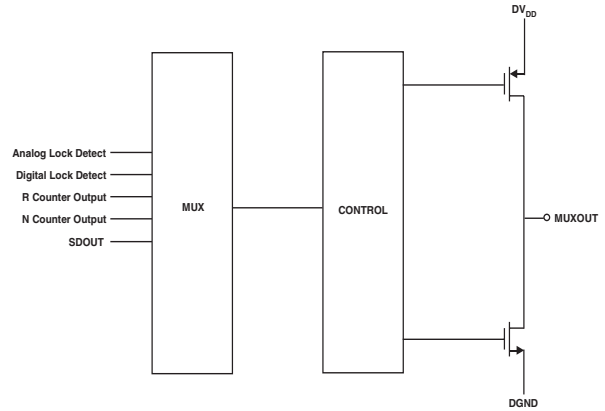 DVDD
Analog Lock Detect
Digital Lock Detect
R Counter Output
N Counter Output
SDOUT
MUX
CONTROL
MUXOUT
DGND